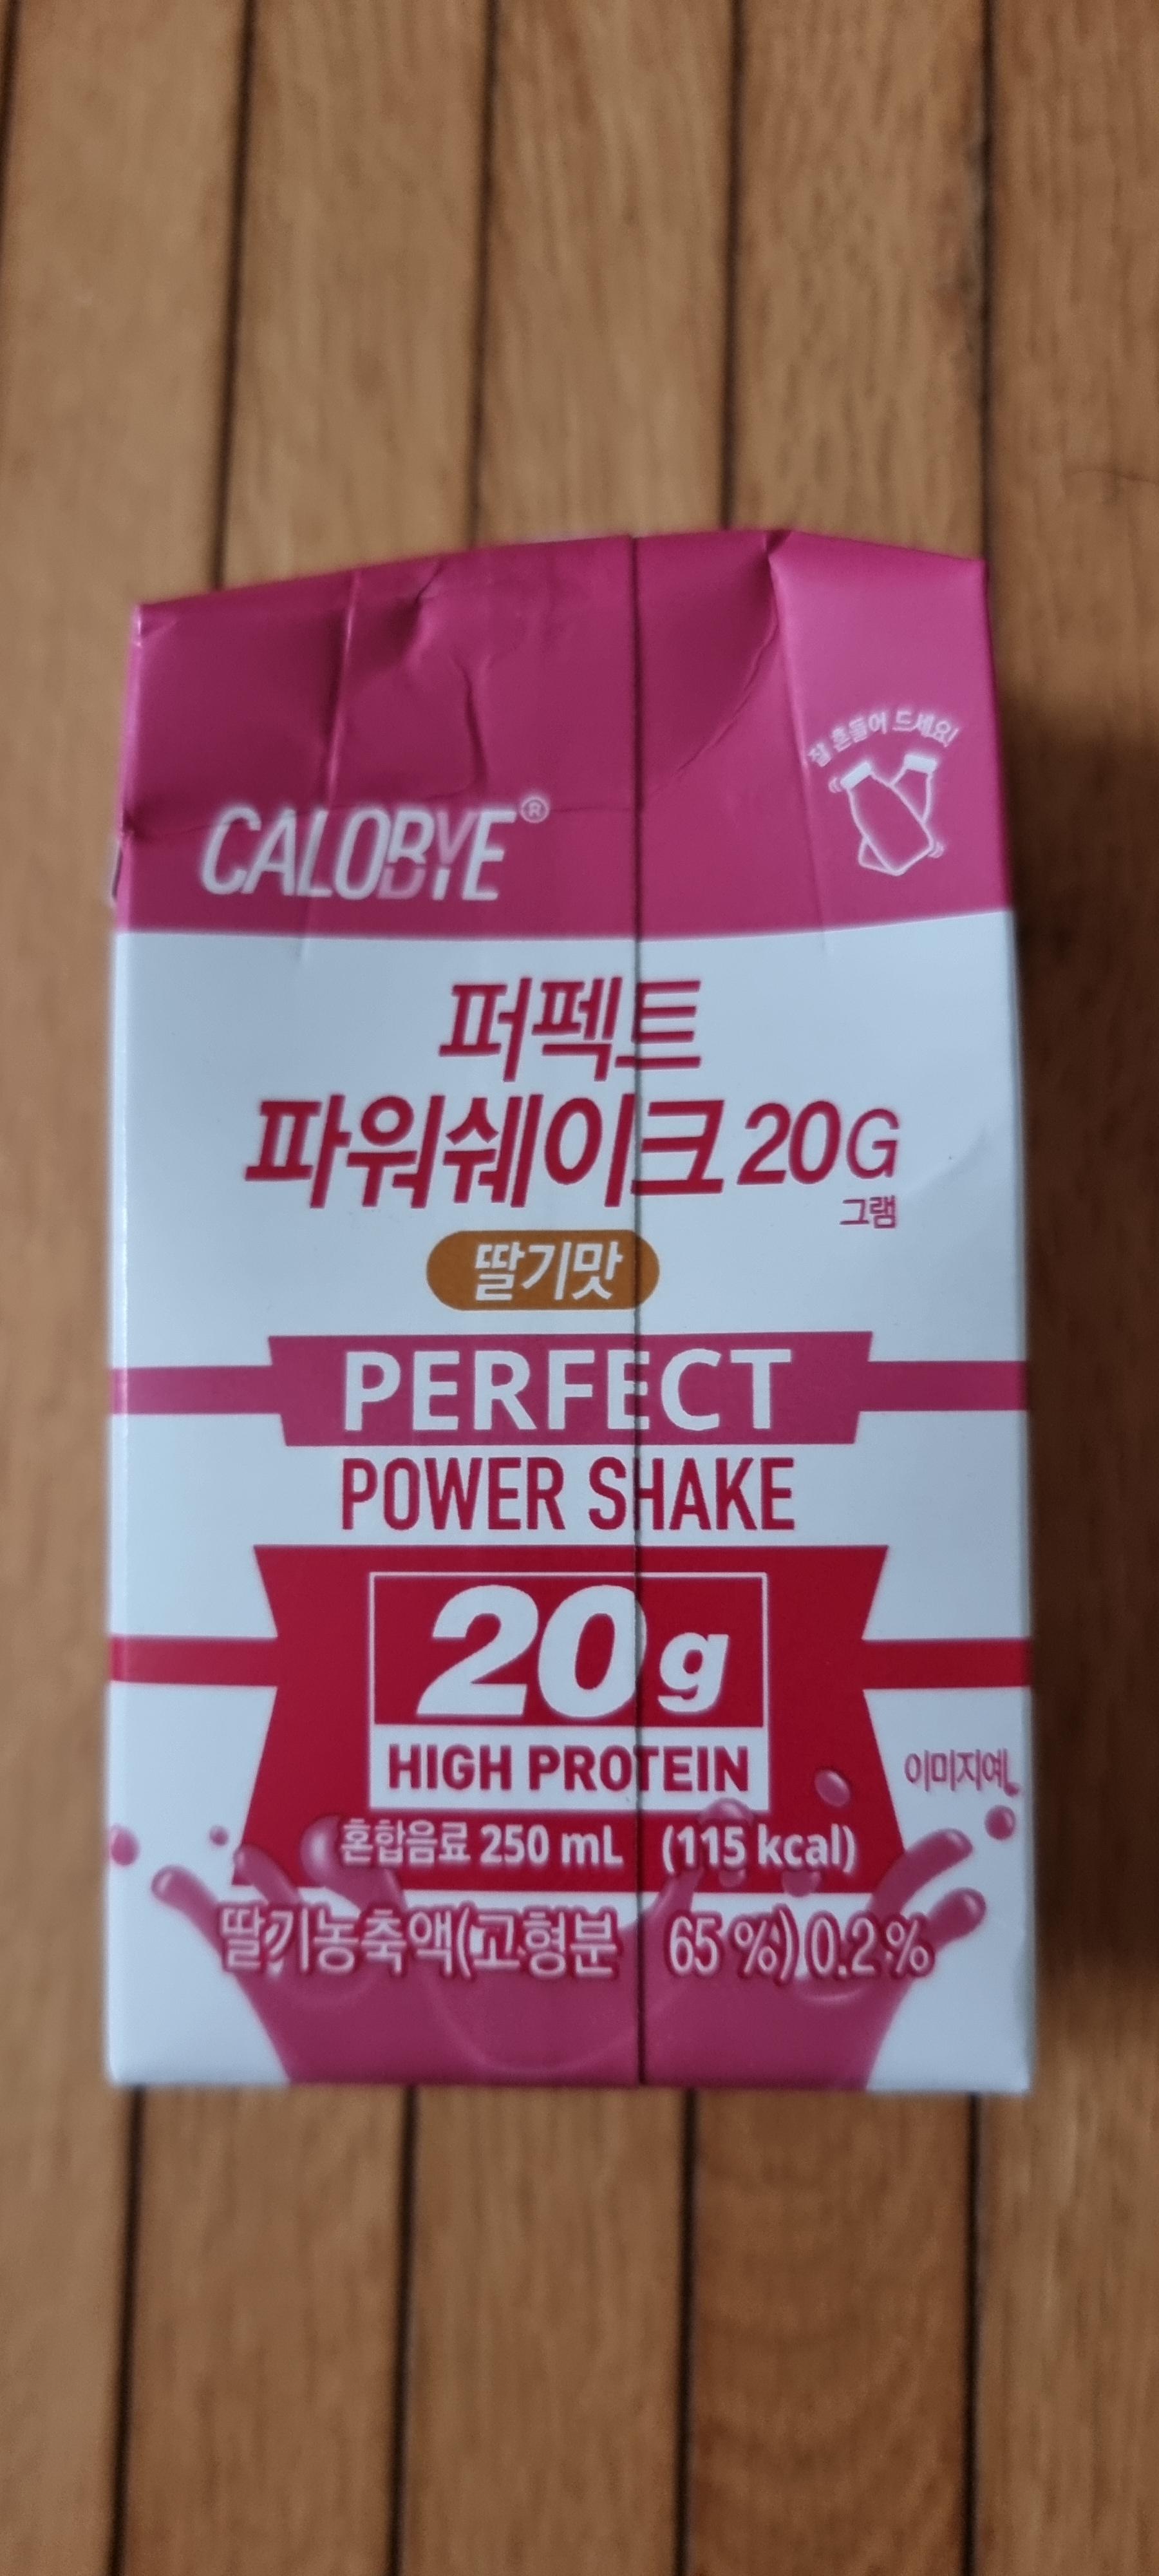 잘 흔들어 드세요!
CALOBYE®
퍼펙트
파워쉐이크 20G
그램
딸기맛
PERFECT
POWER SHAKE
20g
HIGH PROTEIN
이미지예
혼합음료 250 mL (115 kcal)
딸기농축액(고형분 65 %) 0.2 %